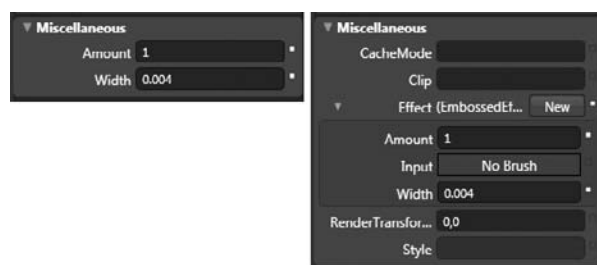 Miscellaneous
Amount 1
Width 0.004
Miscellaneous
CacheMode
Clip
Effect (EmbossedEf... New
Amount 1
Input No Brush
Width 0.004
RenderTransfor... 0,0
Style